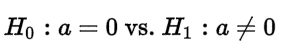 H₀ : a = 0 vs. H₁ : a ≠ 0